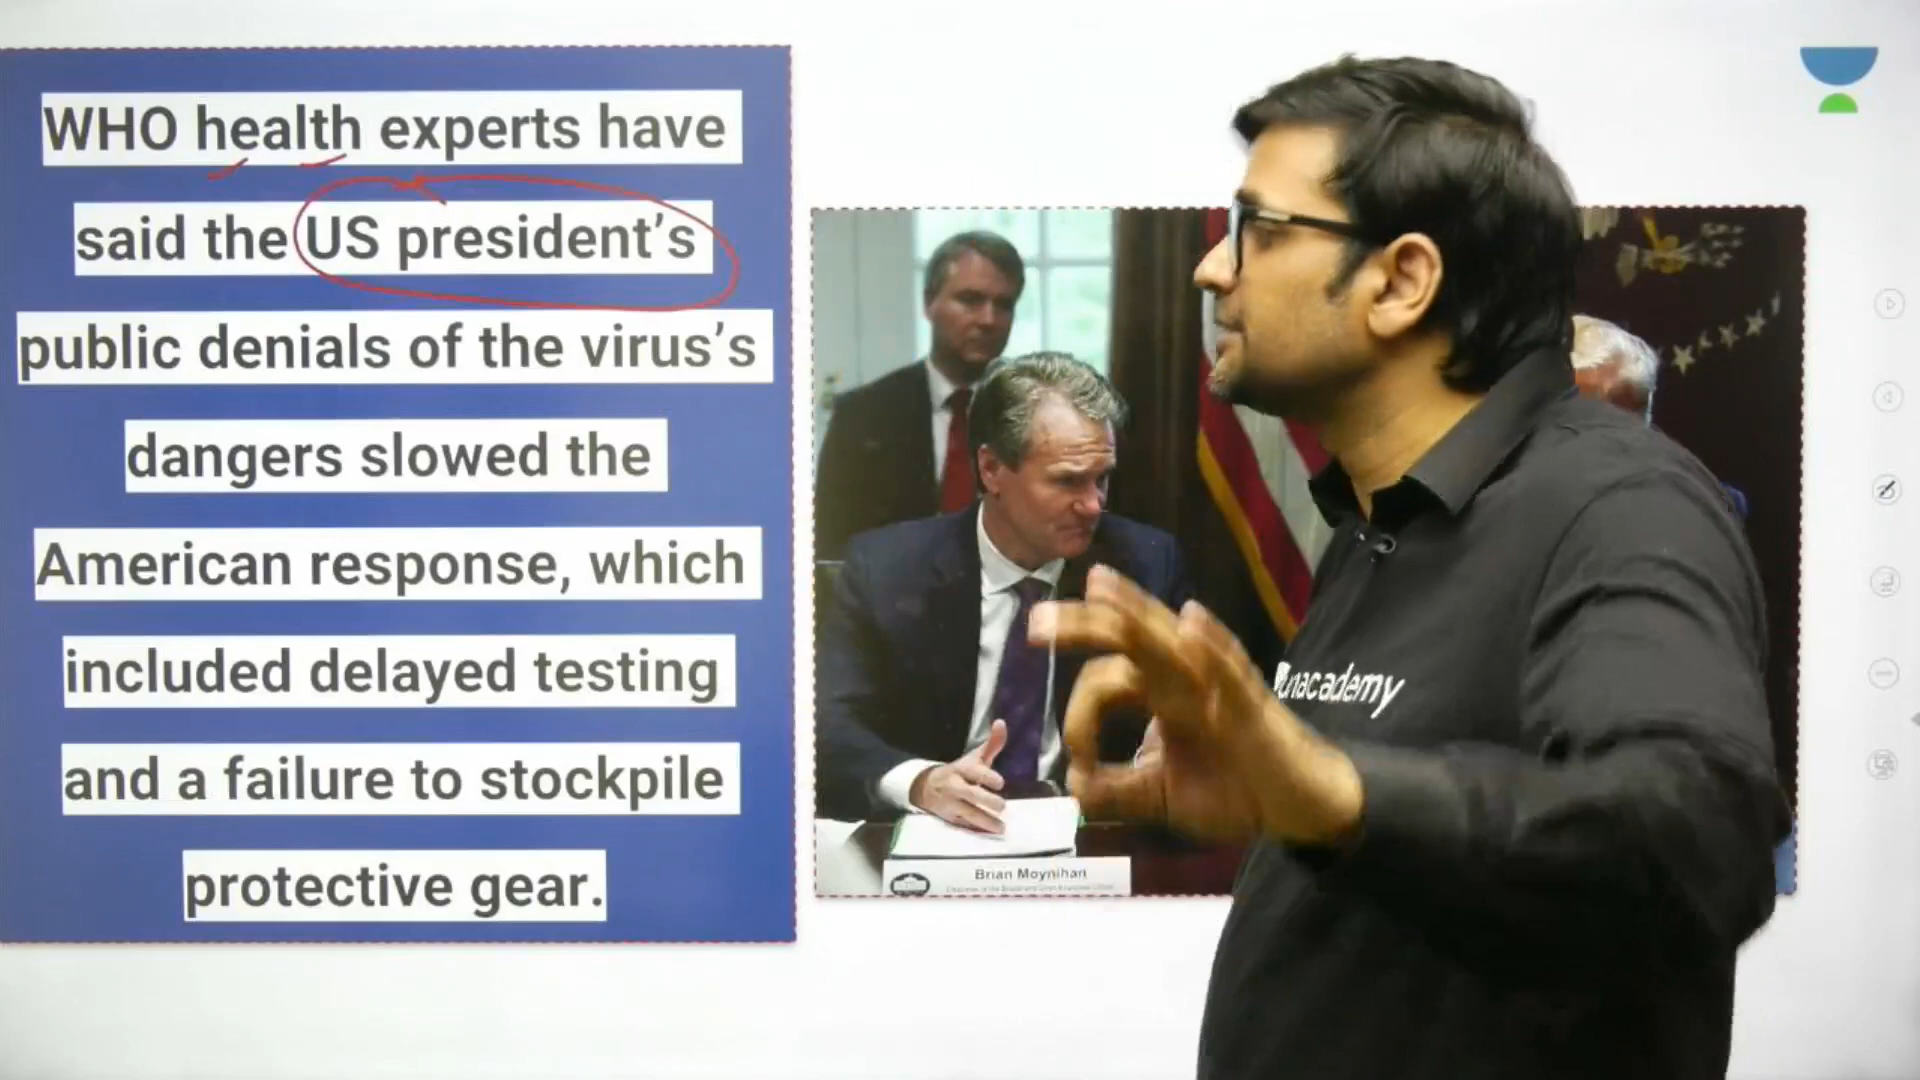 WHO health experts have
said the US president's
public denials of the virus's
dangers slowed the
American response, which
included delayed testing
and a failure to stockpile
protective gear.
Brian Moynihan
unacademy